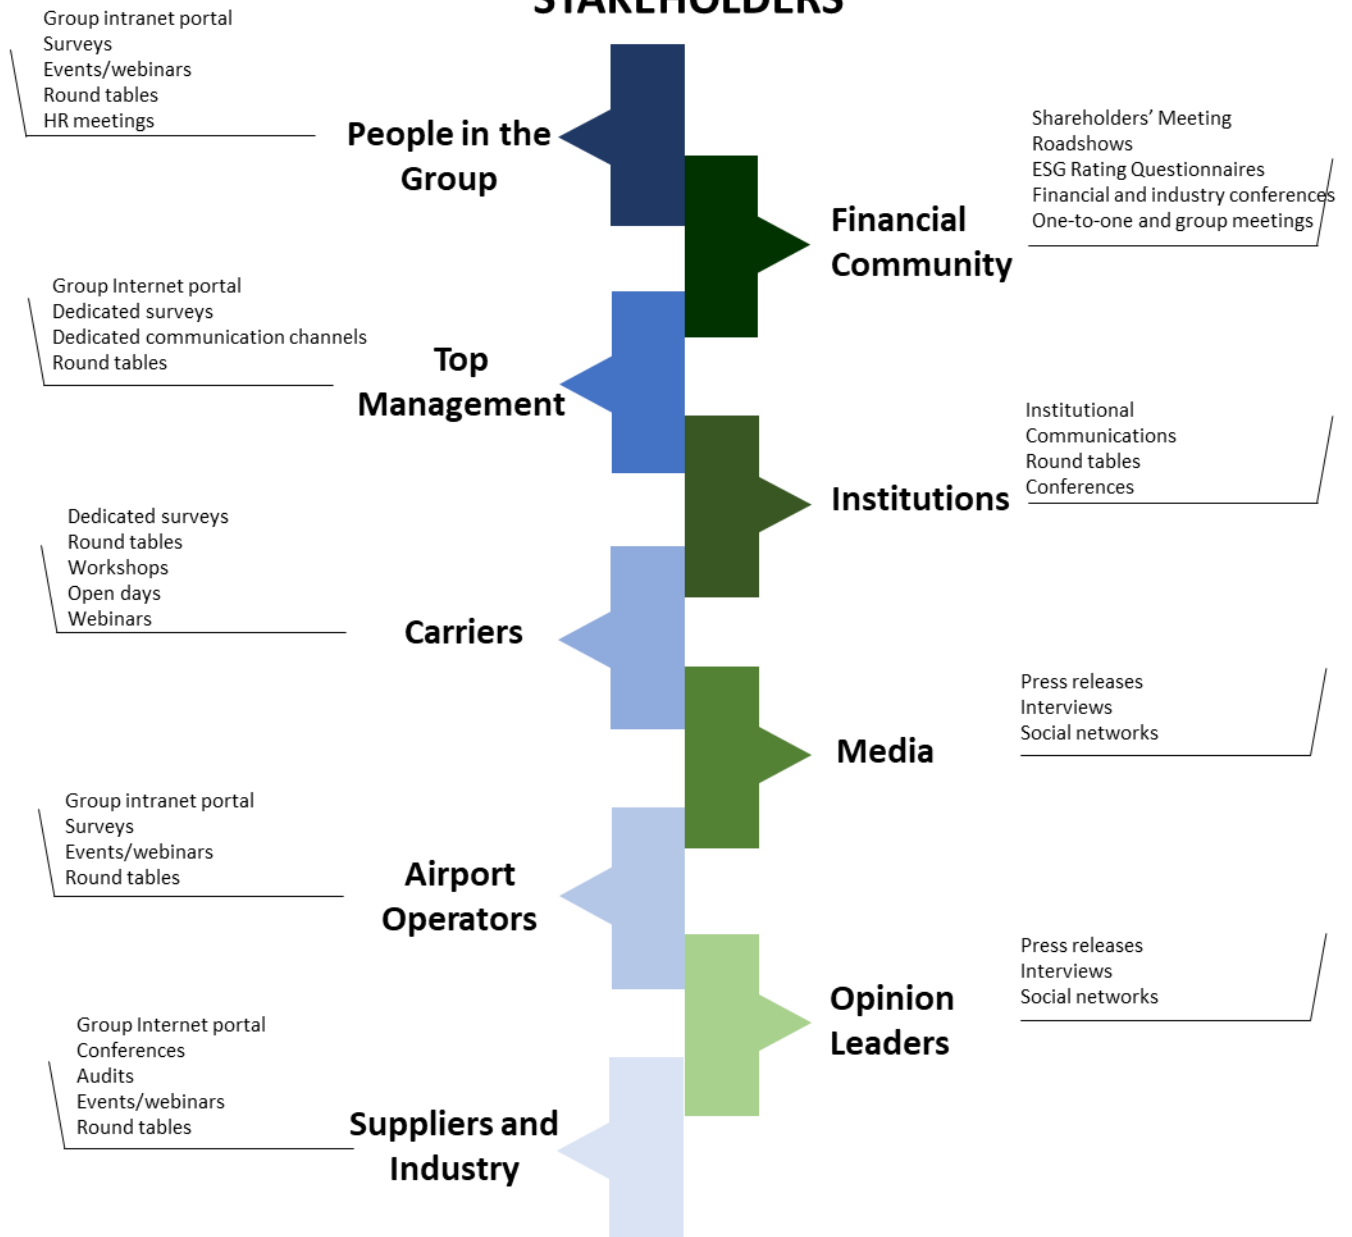 STAKEHOLDERS
Group intranet portal
Surveys
Events/webinars
Round tables
HR meetings
People in the
Group
Shareholders’ Meeting
Roadshows
ESG Rating Questionnaires
Financial and industry conferences
One-to-one and group meetings
Financial
Community
Group Internet portal
Dedicated surveys
Dedicated communication channels
Round tables
Top
Management
Institutional
Communications
Round tables
Conferences
Institutions
Dedicated surveys
Round tables
Workshops
Open days
Webinars
Carriers
Press releases
Interviews
Social networks
Media
Group intranet portal
Surveys
Events/webinars
Round tables
Airport
Operators
Press releases
Interviews
Social networks
Opinion
Leaders
Group Internet portal
Conferences
Audits
Events/webinars
Round tables
Suppliers and
Industry